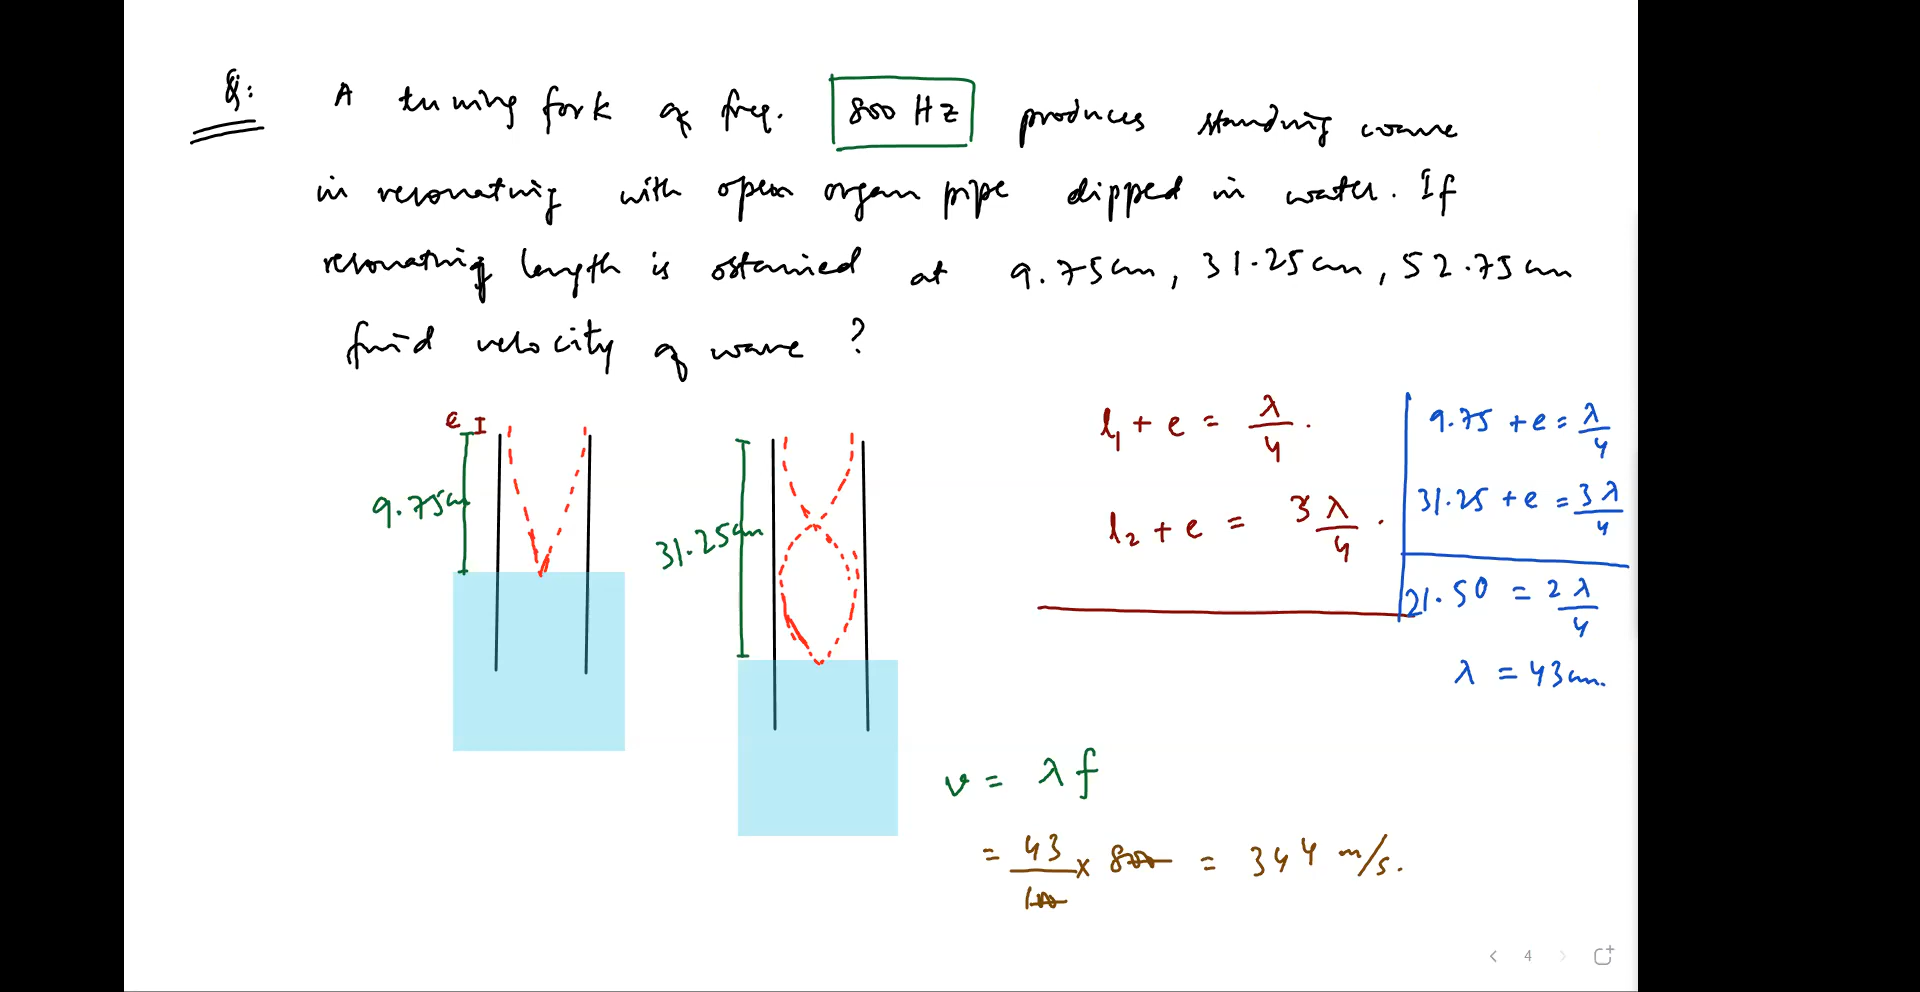 Q: A tuning fork of freq. 800 Hz produces standing wave
in resonating with open organ pipe dipped in water. If
resonating length is obtained at 9.75cm, 31.25cm, 52.75cm
find velocity of wave ?
e
9.75cm
31.25cm
l₁ + e = λ/4 .
l₂ + e = 3λ/4 .
9.75 + e = λ/4
31.25 + e = 3λ/4
21.50 = 2λ/4
λ = 43cm.
v = λf
= 43/100 x 800 = 344 m/s.
4